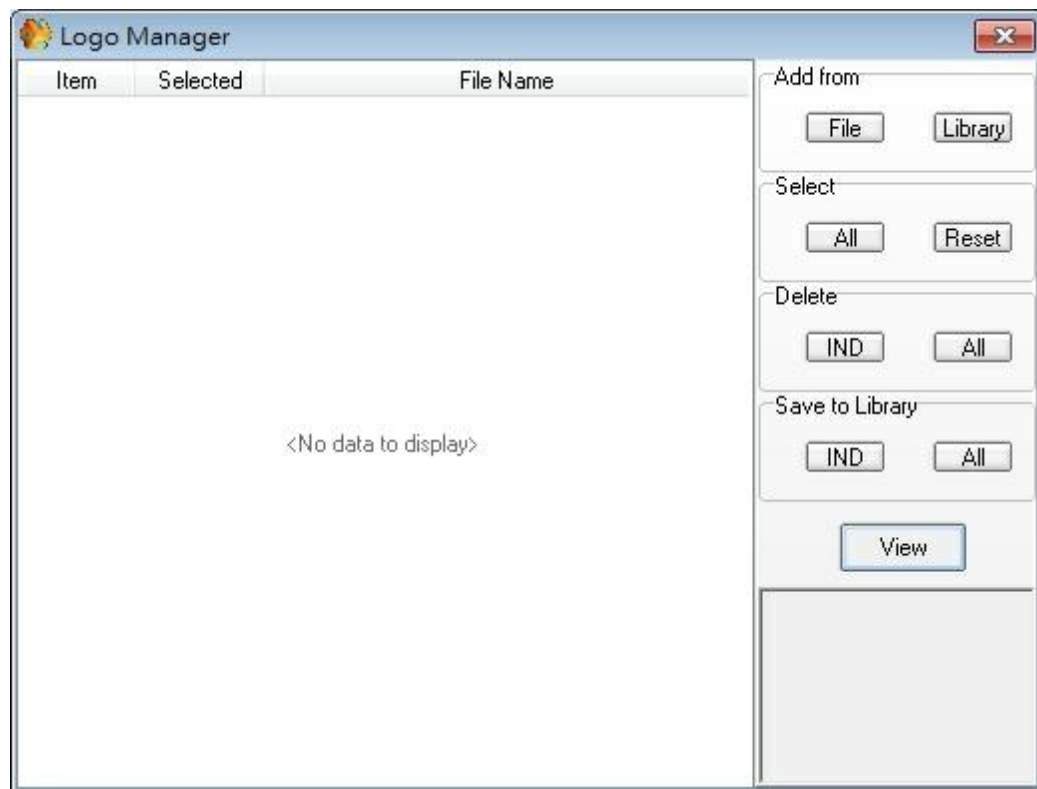 Logo Manager
Item Selected File Name
<No data to display>
Add from
File Library
Select
All Reset
Delete
IND All
Save to Library
IND All
View